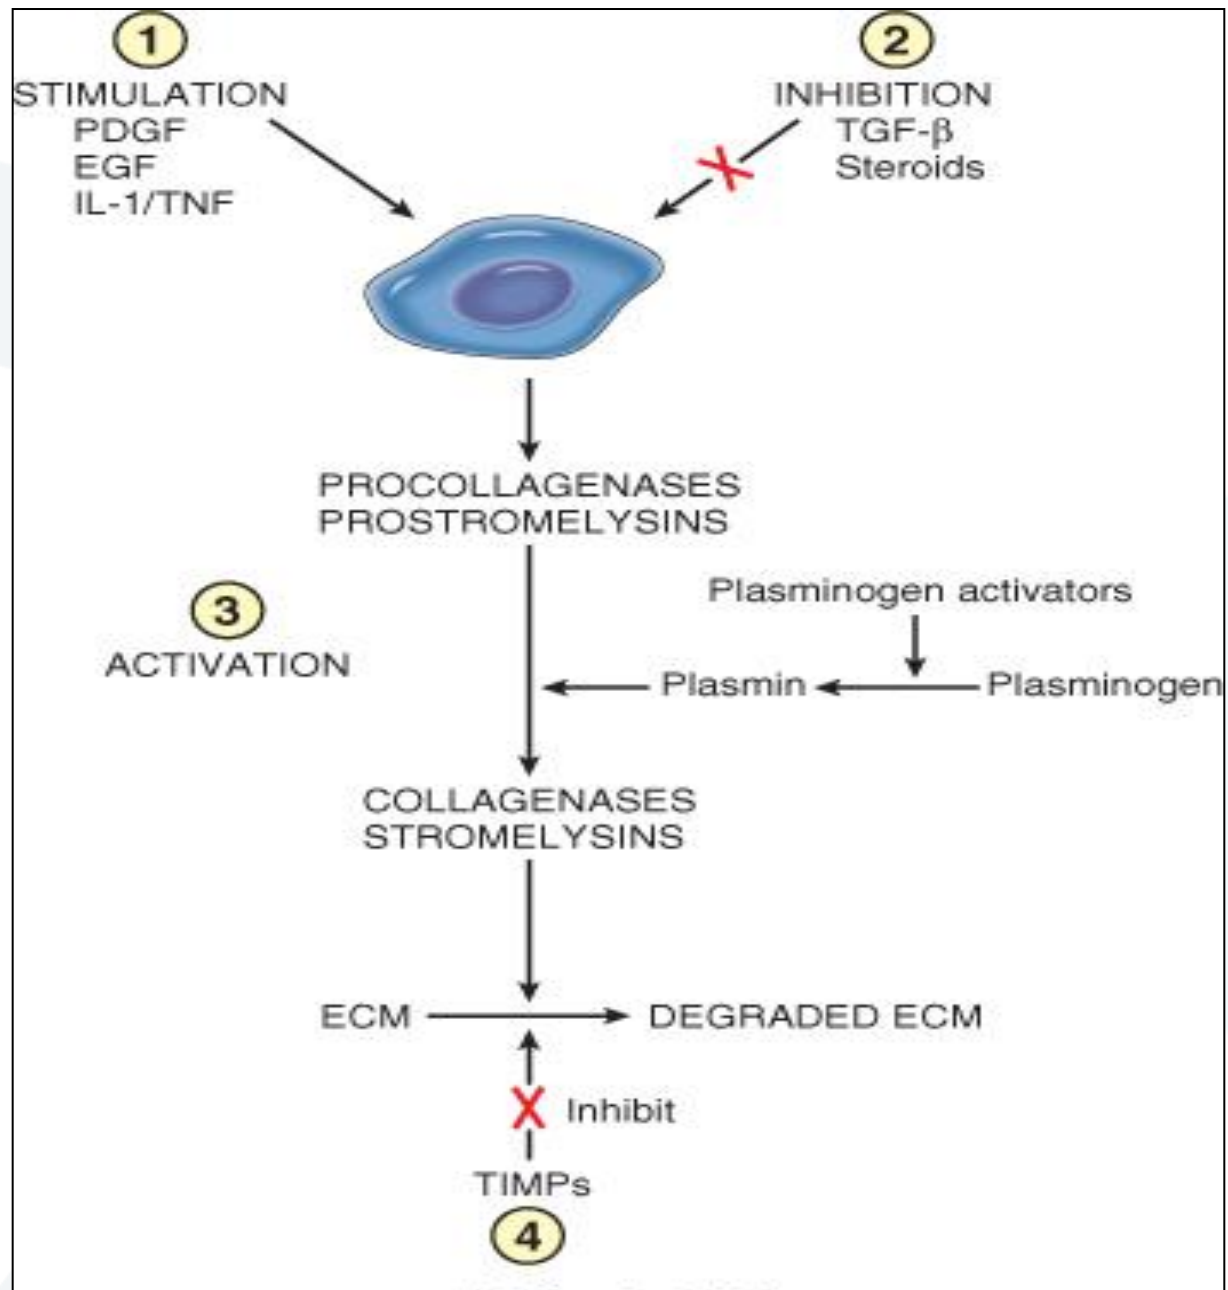 1
STIMULATION
PDGF
EGF
IL-1/TNF
2
INHIBITION
TGF-β
Steroids
PROCOLLAGENASES
PROSTROMELYSINS
3
ACTIVATION
Plasminogen activators
Plasmin
Plasminogen
COLLAGENASES
STROMELYSINS
ECM
DEGRADED ECM
X Inhibit
TIMPs
4